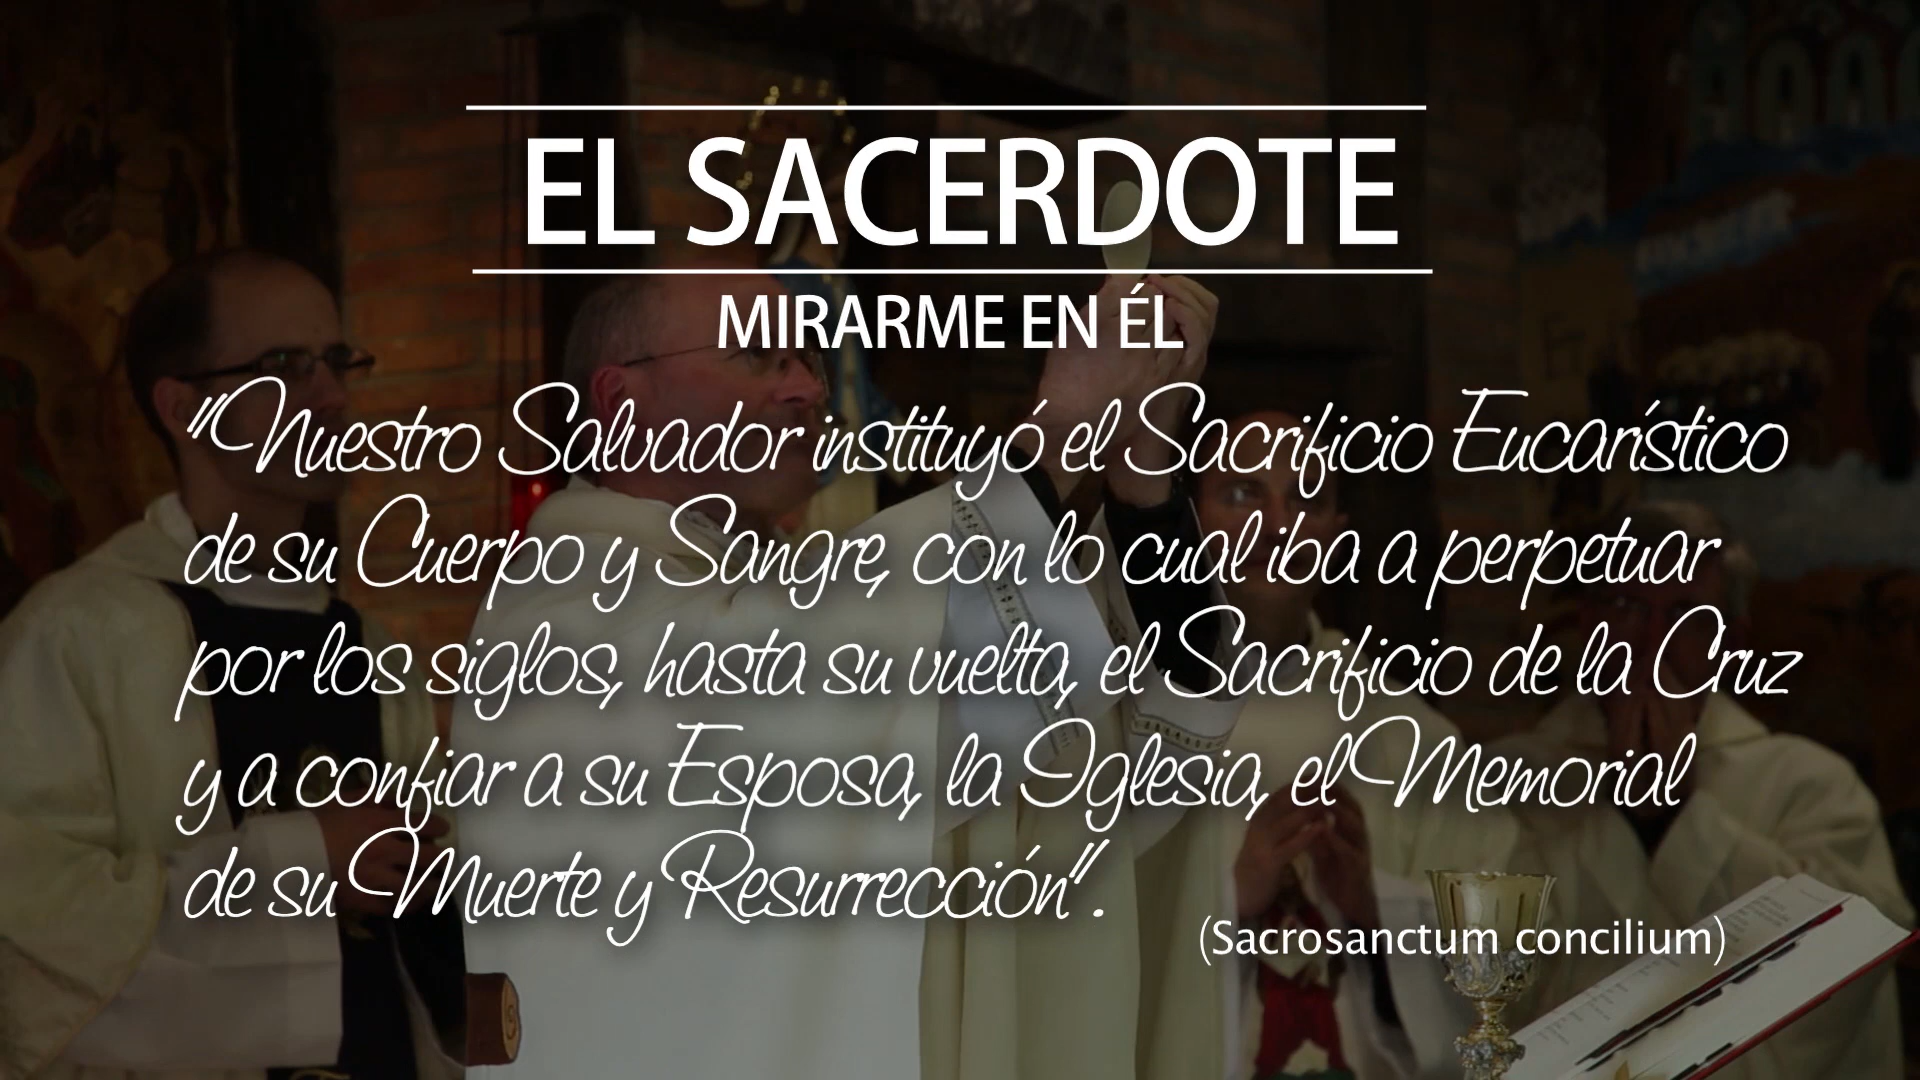 EL SACERDOTE
MIRARME EN ÉL
"Nuestro Salvador instituyó el Sacrificio Eucarístico
de su Cuerpo y Sangre, con lo cual iba a perpetuar
por los siglos, hasta su vuelta, el Sacrificio de la Cruz
y a confiar a su Esposa, la Iglesia, el Memorial
de su Muerte y Resurrección".
(Sacrosanctum concilium)